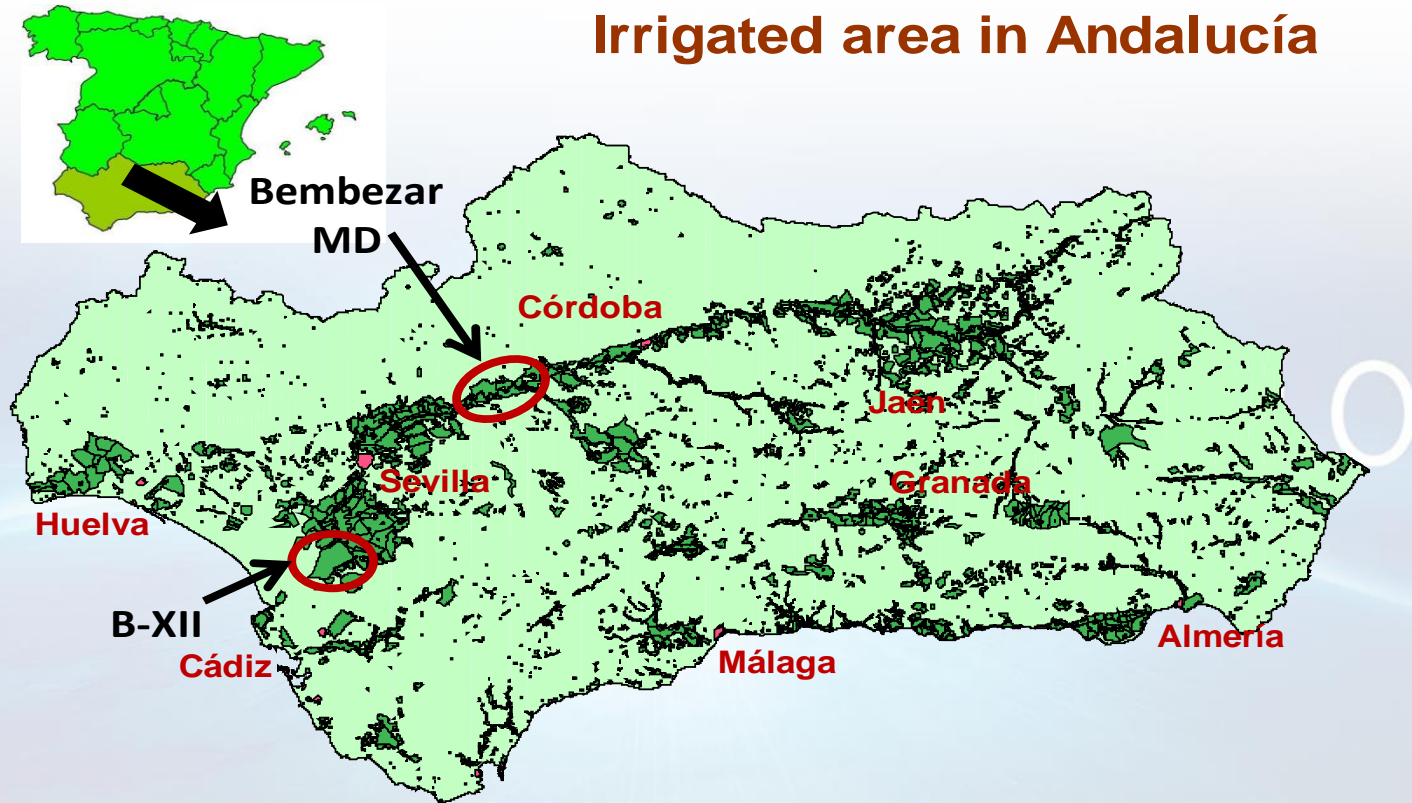 Irrigated area in Andalucía
Bembezar
MD
Córdoba
Jaén
Sevilla
Granada
Huelva
B-XII
Cádiz
Málaga
Almería